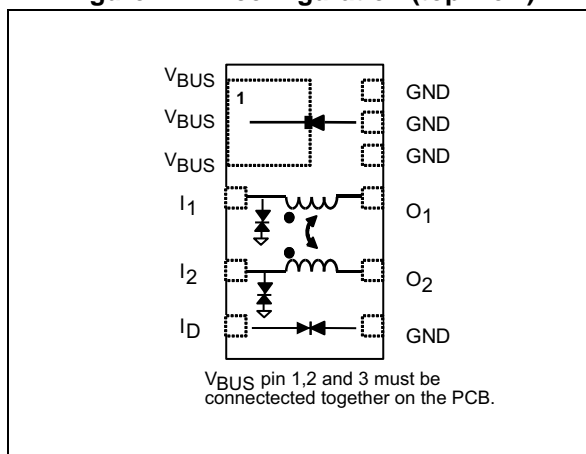 VBUS
1
GND
VBUS
GND
VBUS
GND
I1
O1
I2
O2
ID
GND
VBUS pin 1,2 and 3 must be
connectected together on the PCB.